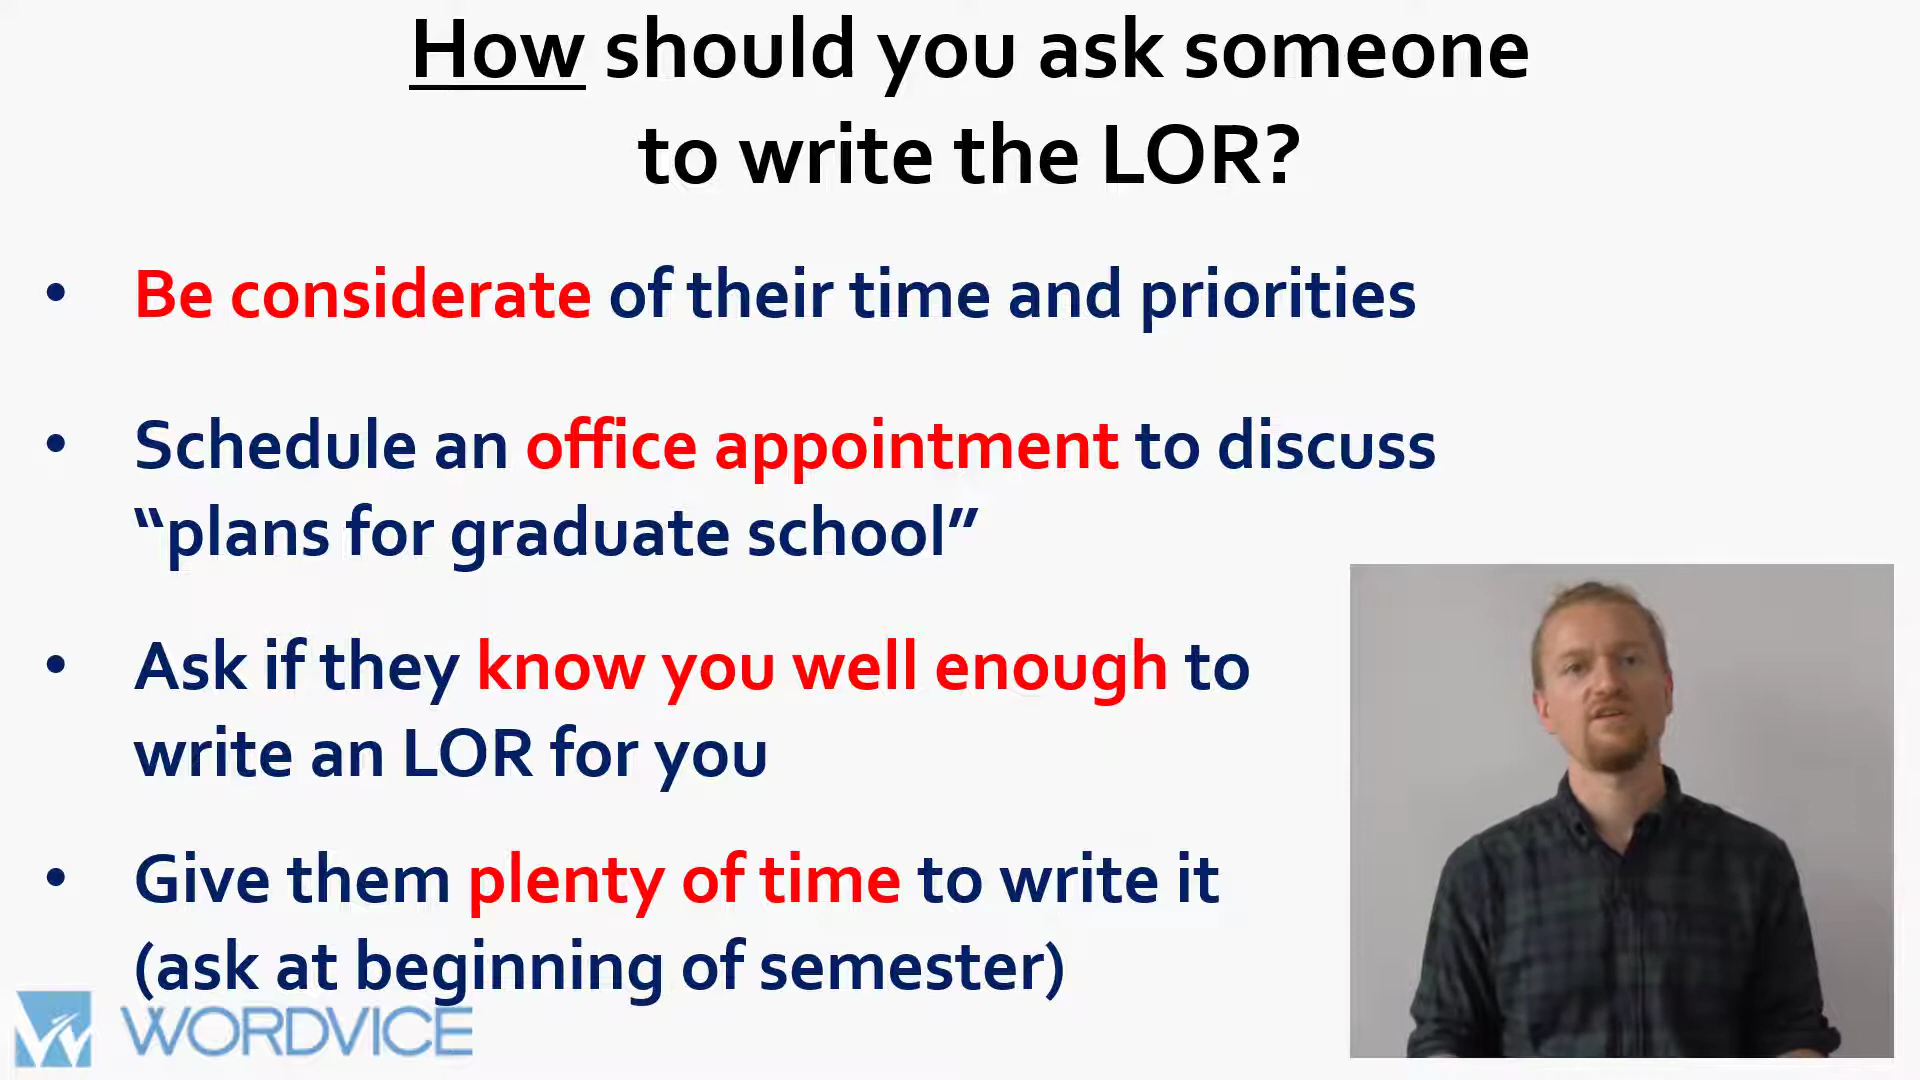 How should you ask someone
to write the LOR?
• Be considerate of their time and priorities
• Schedule an office appointment to discuss
“plans for graduate school”
• Ask if they know you well enough to
write an LOR for you
• Give them plenty of time to write it
(ask at beginning of semester)
WORDVICE